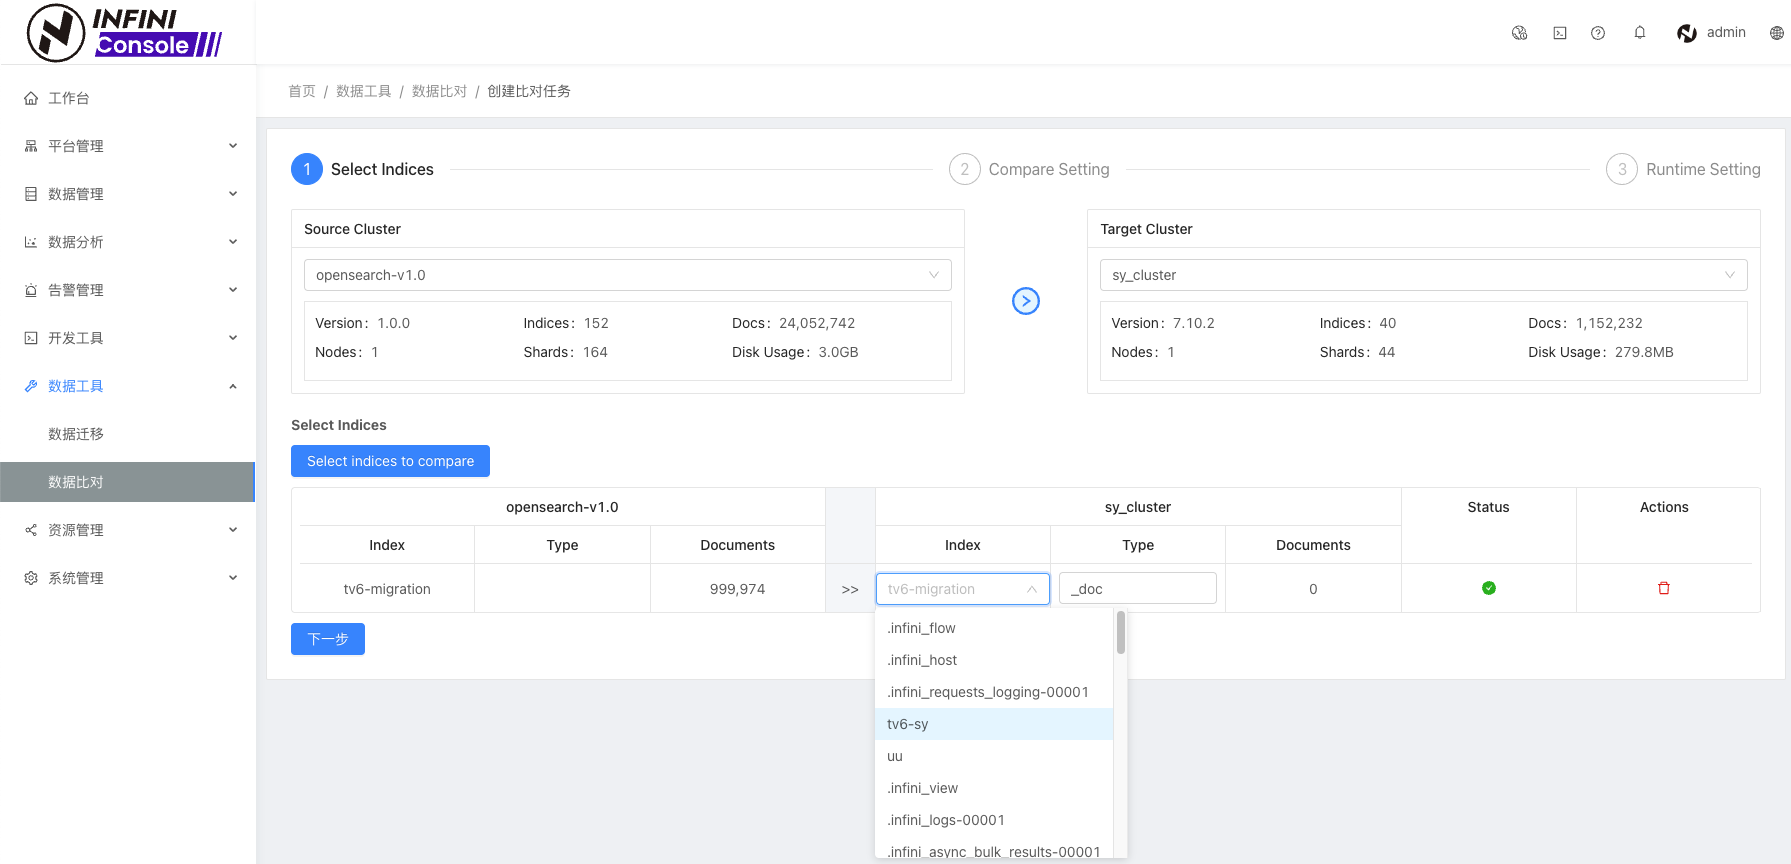 INFINI
Console
admin
工作台
平台管理
数据管理
数据分析
告警管理
开发工具
数据工具
数据迁移
数据比对
资源管理
系统管理
首页 / 数据工具 / 数据比对 / 创建比对任务
1 Select Indices
2 Compare Setting
3 Runtime Setting
Source Cluster
opensearch-v1.0
Version： 1.0.0 Indices： 152 Docs： 24,052,742
Nodes： 1 Shards： 164 Disk Usage： 3.0GB
Target Cluster
sy_cluster
Version： 7.10.2 Indices： 40 Docs： 1,152,232
Nodes： 1 Shards： 44 Disk Usage： 279.8MB
Select Indices
Select indices to compare
opensearch-v1.0 sy_cluster Status Actions
Index Type Documents Index Type Documents
tv6-migration 999,974 >> tv6-migration _doc 0
下一步
.infini_flow
.infini_host
.infini_requests_logging-00001
tv6-sy
uu
.infini_view
.infini_logs-00001
.infini_async_bulk_results-00001